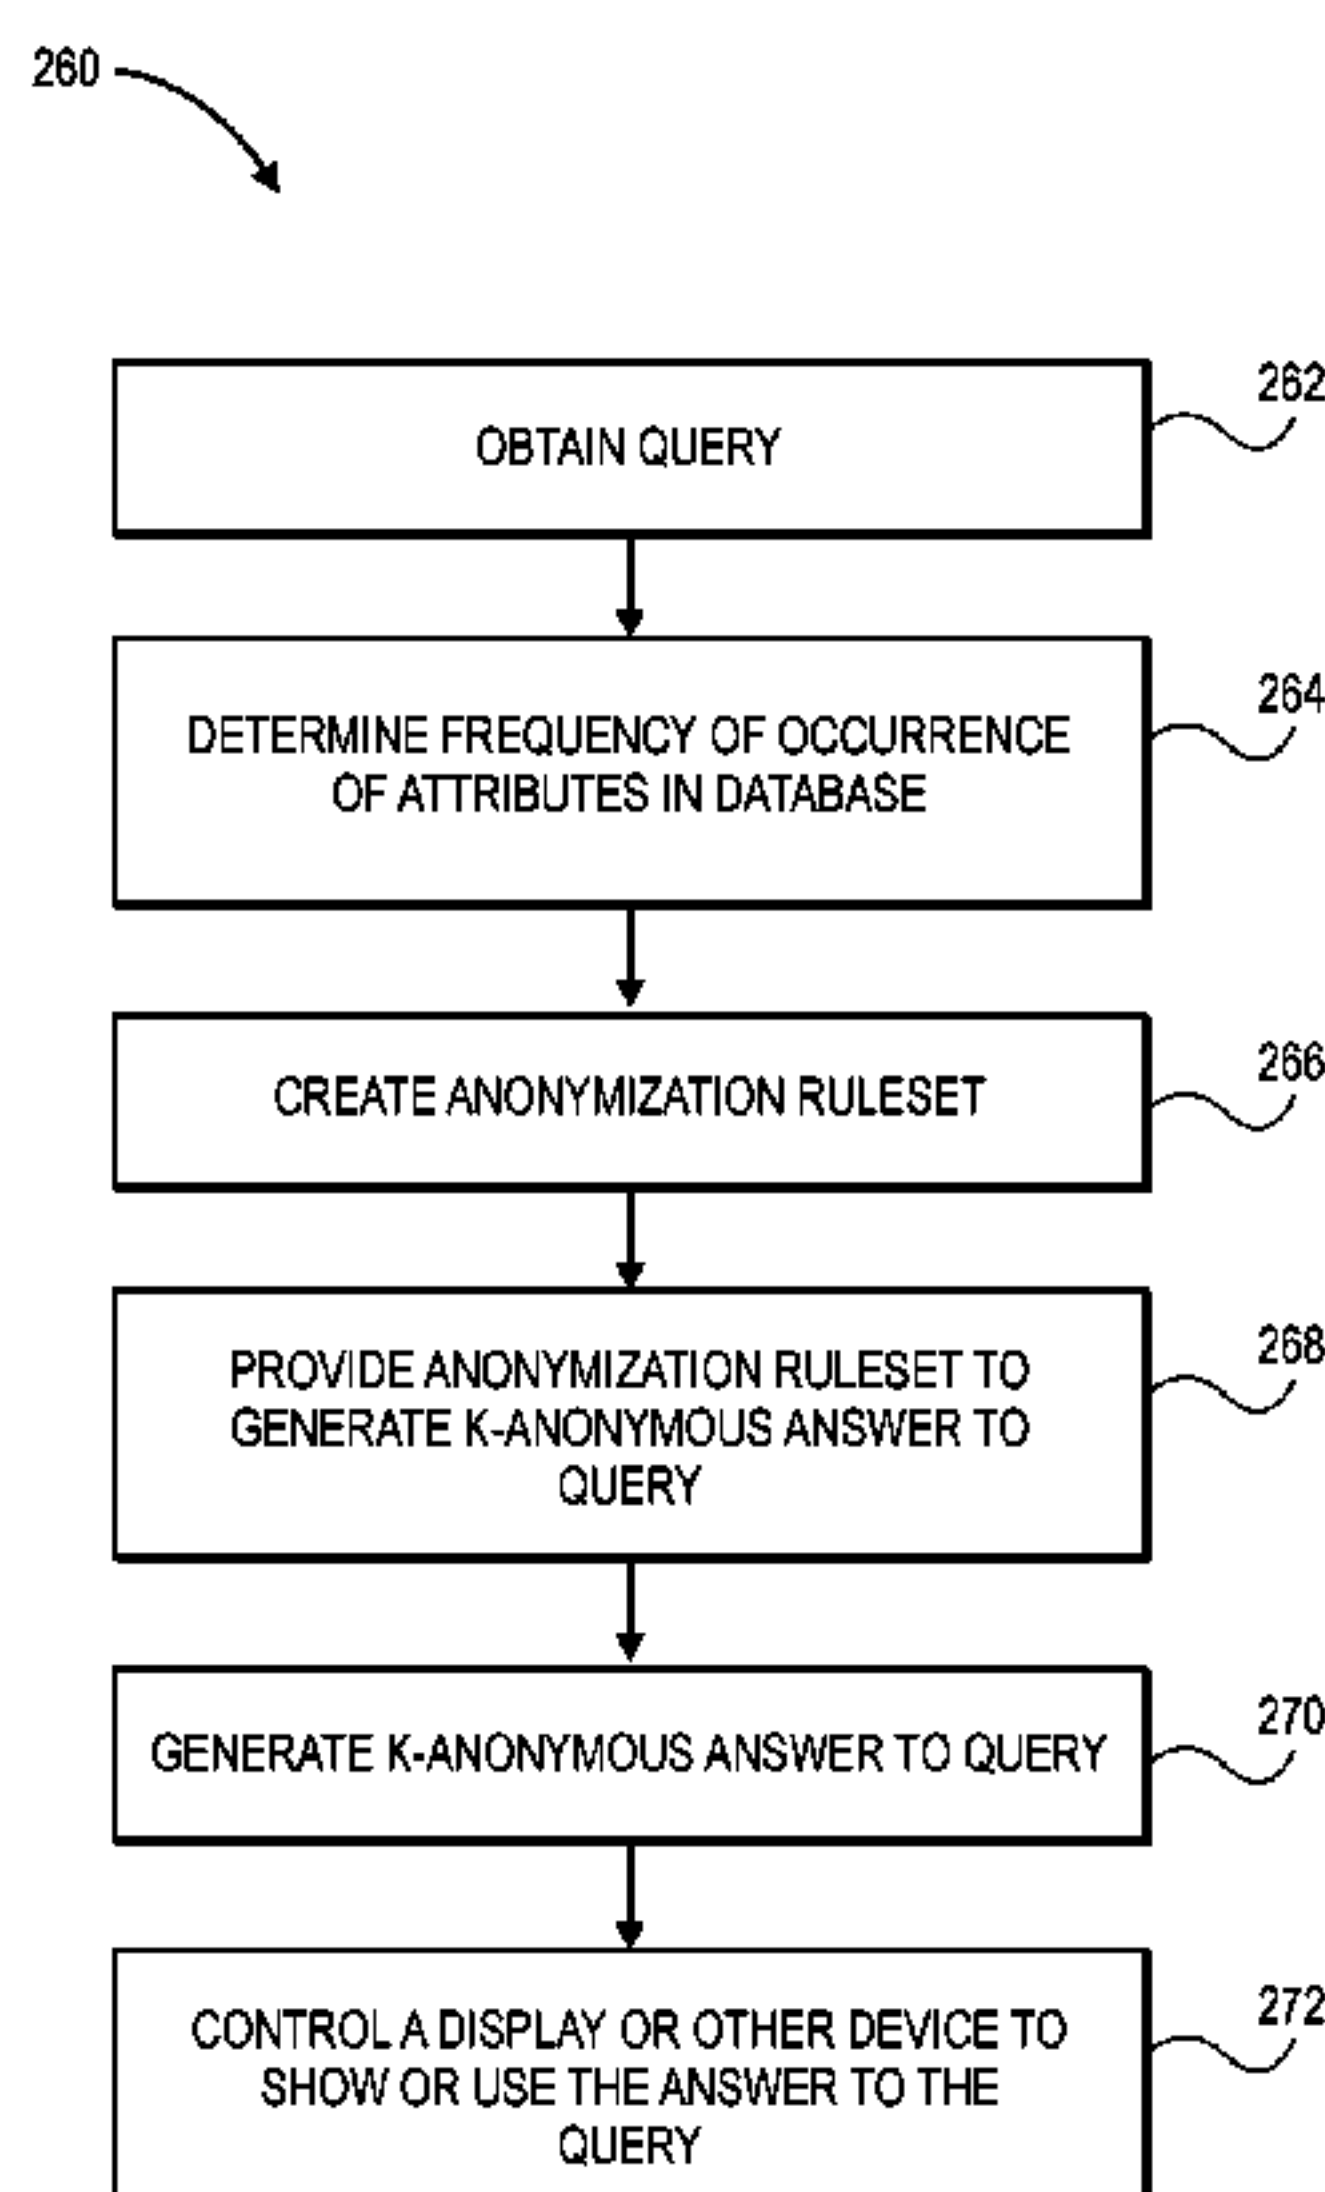 260
262
OBTAIN QUERY
264
DETERMINE FREQUENCY OF OCCURRENCE
OF ATTRIBUTES IN DATABASE
266
CREATE ANONYMIZATION RULESET
268
PROVIDE ANONYMIZATION RULESET TO
GENERATE K-ANONYMOUS ANSWER TO
QUERY
270
GENERATE K-ANONYMOUS ANSWER TO QUERY
272
CONTROL A DISPLAY OR OTHER DEVICE TO
SHOW OR USE THE ANSWER TO THE
QUERY